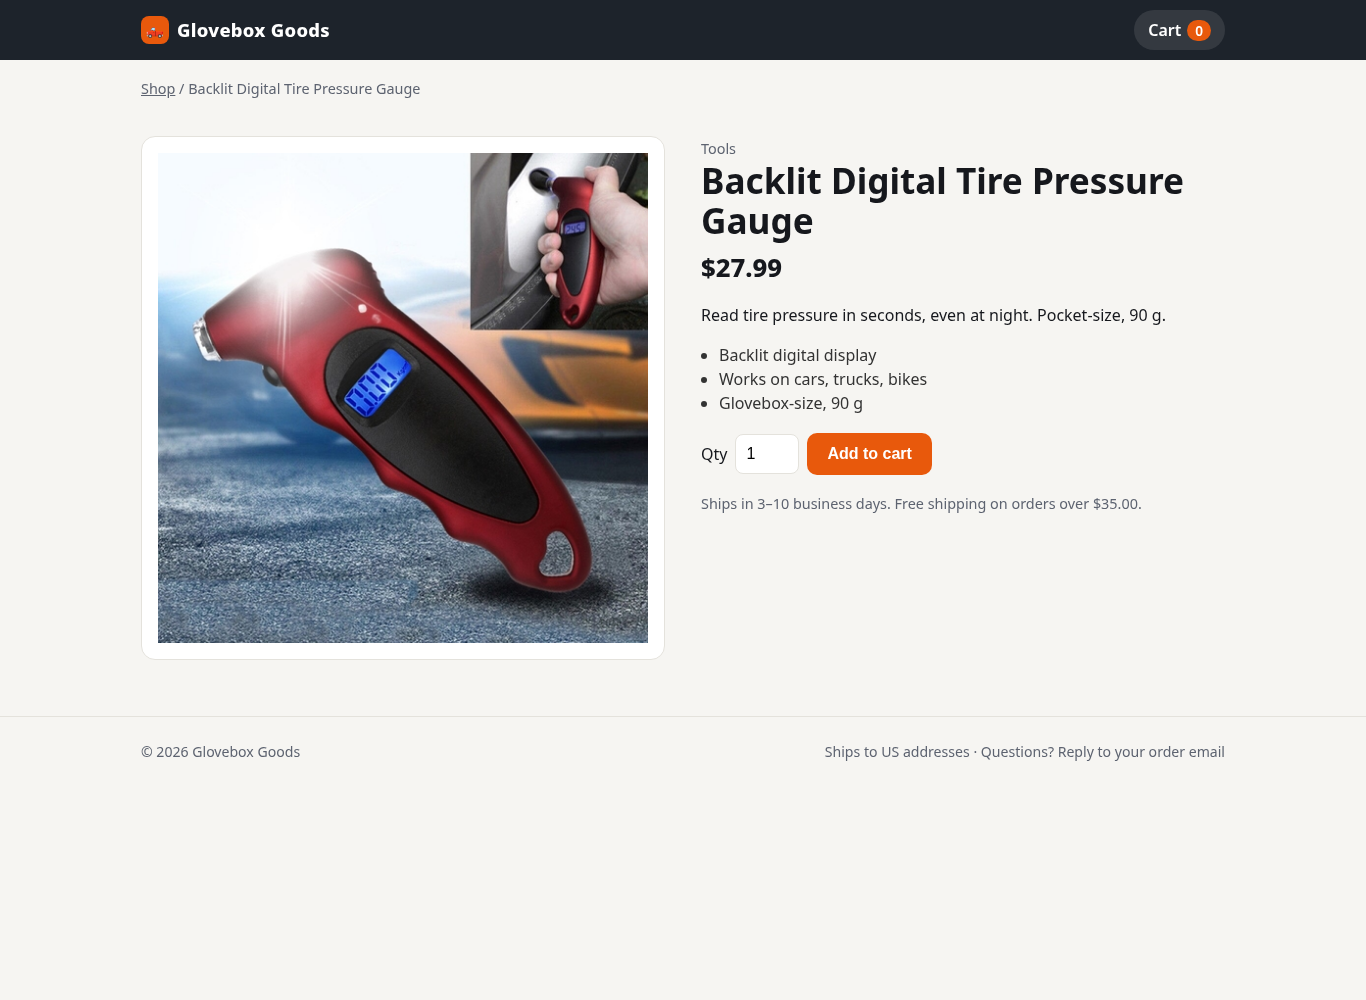 Glovebox Goods
Cart 0
Shop / Backlit Digital Tire Pressure Gauge
Tools
Backlit Digital Tire Pressure
Gauge
$27.99
Read tire pressure in seconds, even at night. Pocket-size, 90 g.
Backlit digital display
Works on cars, trucks, bikes
Glovebox-size, 90 g
Qty 1 Add to cart
Ships in 3–10 business days. Free shipping on orders over $35.00.
© 2026 Glovebox Goods
Ships to US addresses · Questions? Reply to your order email